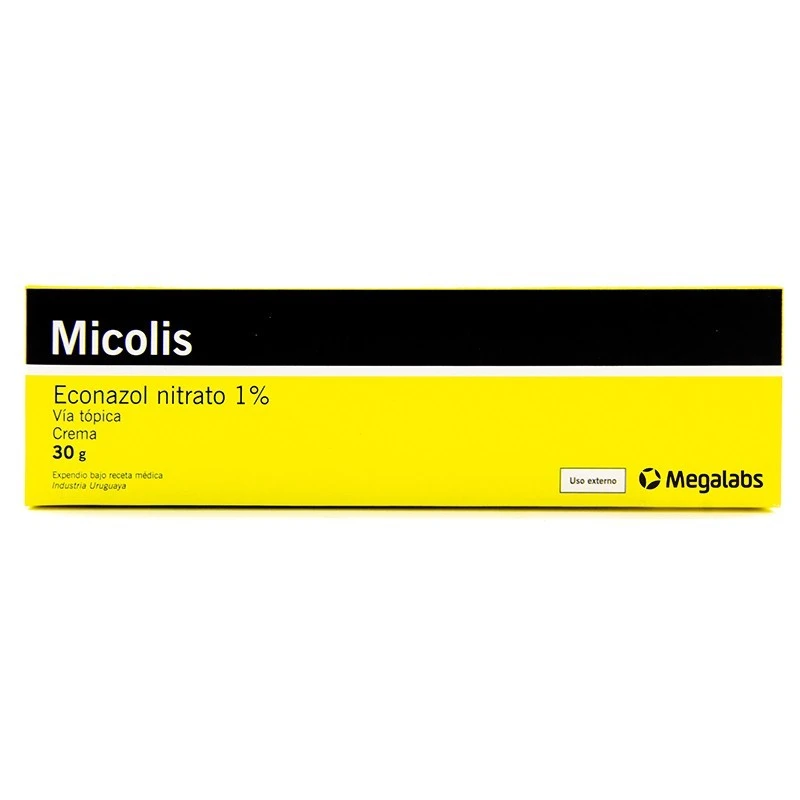 Micolis
Econazol nitrato 1%
Vía tópica
Crema
30 g
Expendio bajo receta médica
Industria Uruguaya
Uso externo
Megalabs